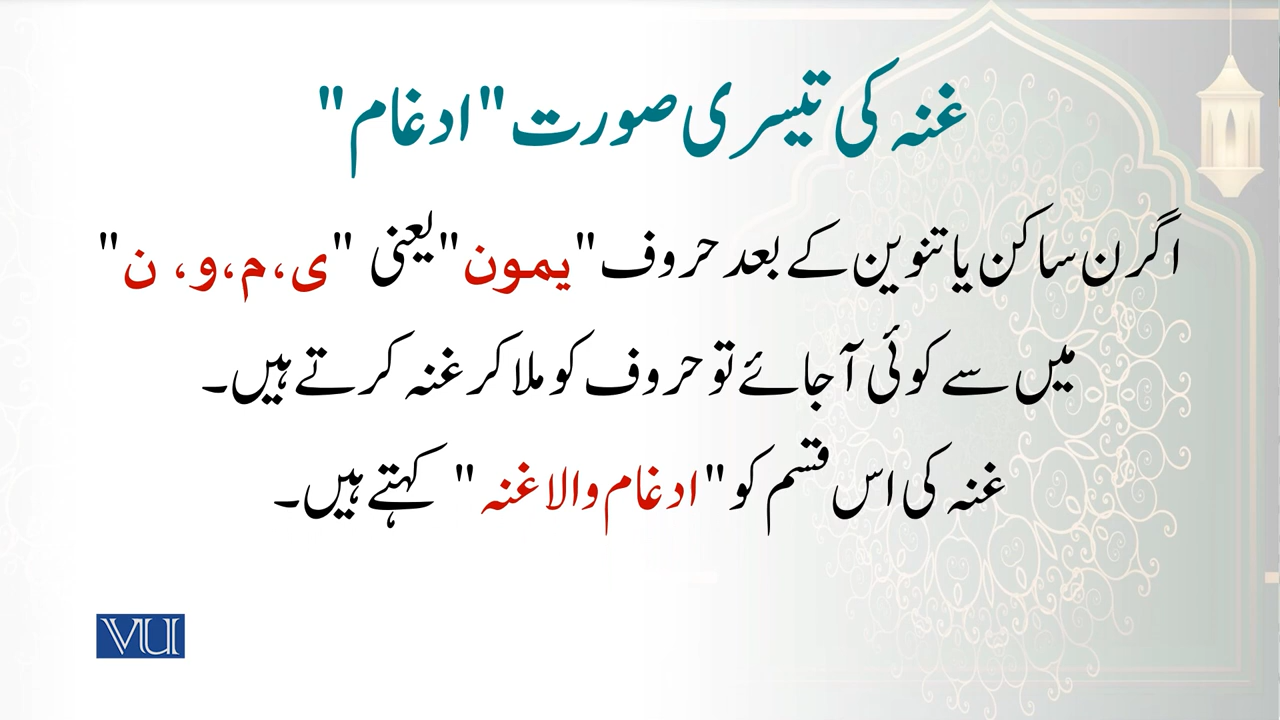 غنہ کی تیسری صورت "ادغام"
اگر ن ساکن یا تنوین کے بعد حروف "یمون" یعنی "ی، م، و، ن"
میں سے کوئی آ جائے تو حروف کو ملا کر غنہ کرتے ہیں۔
غنہ کی اس قسم کو "ادغام والا غنہ" کہتے ہیں۔
VU